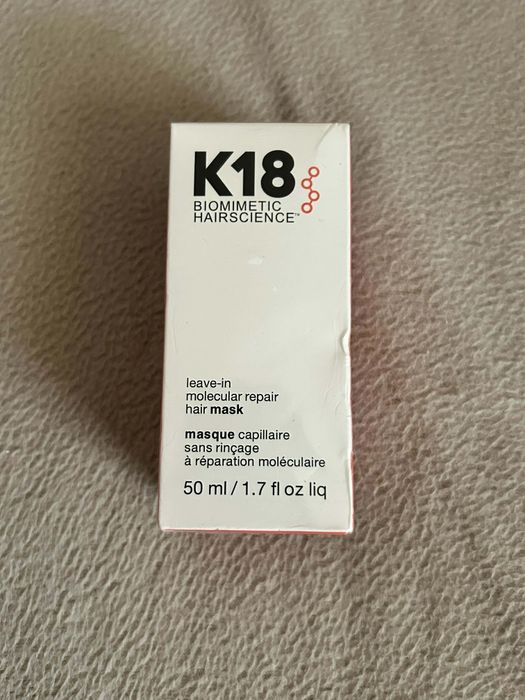 K18
BIOMIMETIC
HAIRSCIENCE™
leave-in
molecular repair
hair mask
masque capillaire
sans rinçage
à réparation moléculaire
50 ml / 1.7 fl oz liq